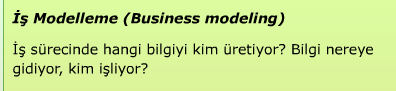 İş Modelleme (Business modeling)
İş sürecinde hangi bilgiyi kim üretiyor? Bilgi nereye
gidiyor, kim işliyor?